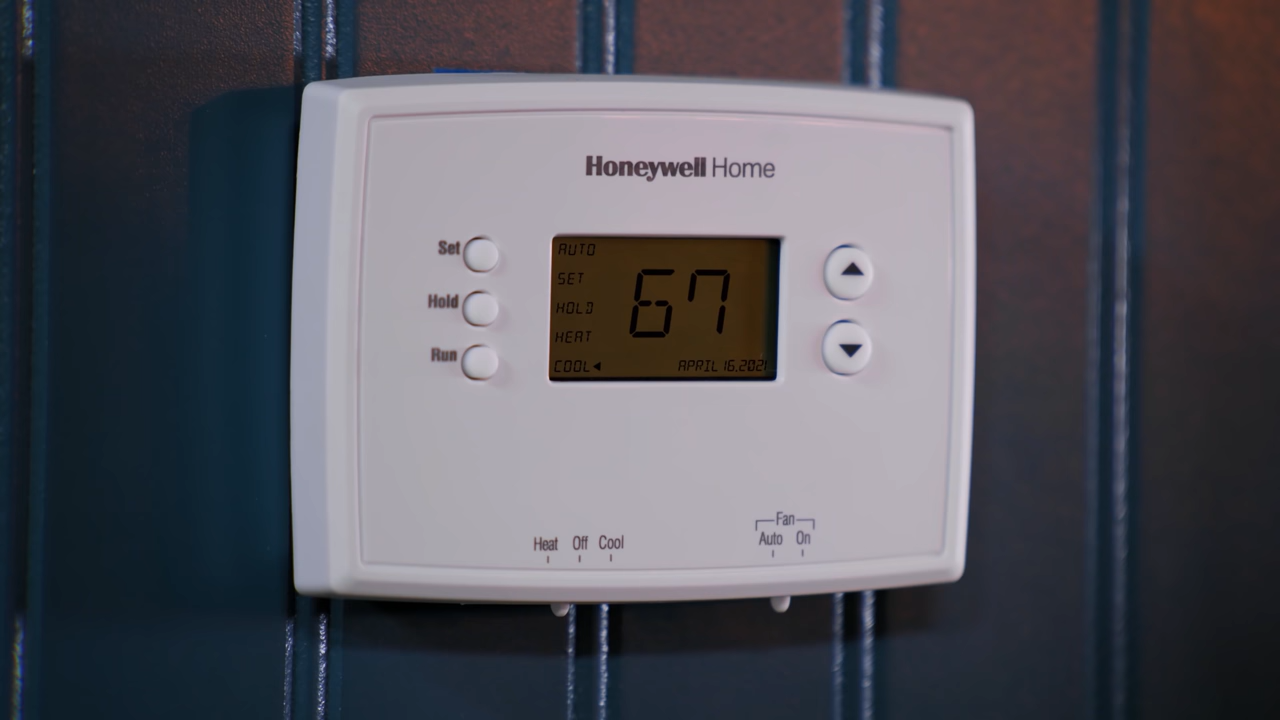 Honeywell Home
Set
Hold
Run
AUTO
SET
HOLD
HEAT
COOL
67
APRIL 16.2021
Fan
Heat Off Cool
Auto On